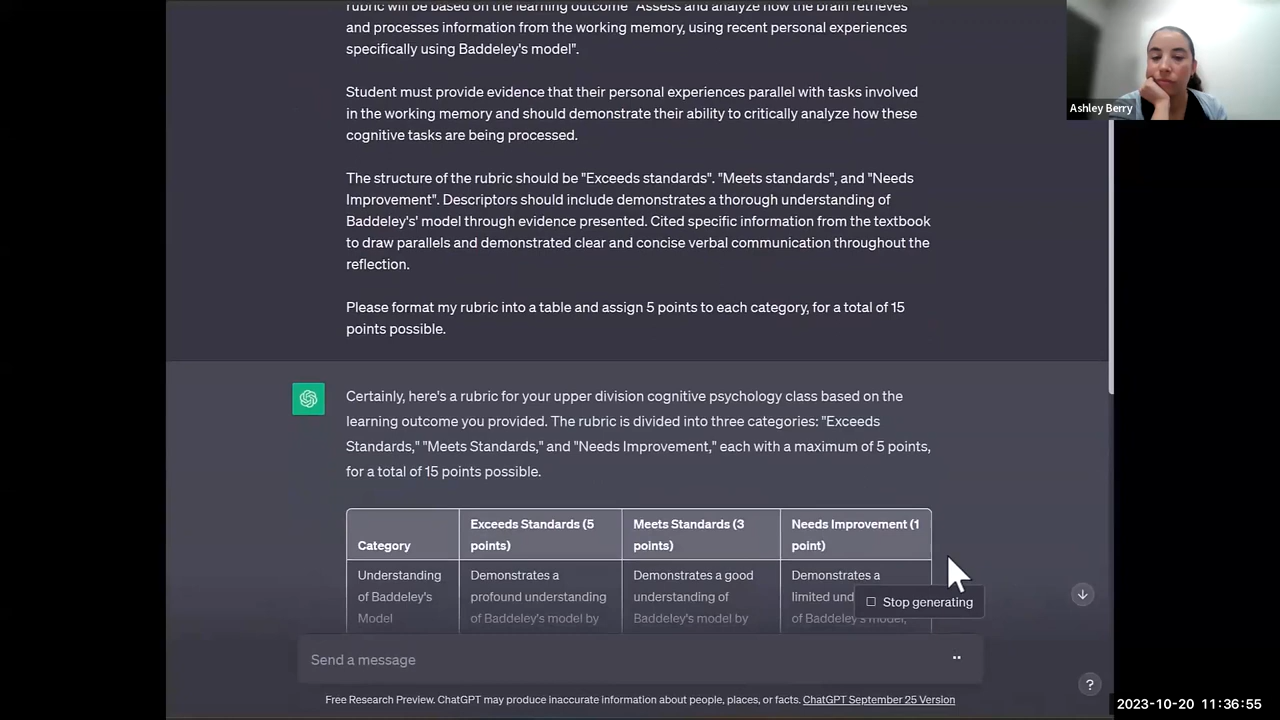 rubric will be based on the learning outcome "Assess and analyze how the brain retrieves
and processes information from the working memory, using recent personal experiences
specifically using Baddeley's model".
Student must provide evidence that their personal experiences parallel with tasks involved
in the working memory and should demonstrate their ability to critically analyze how these
cognitive tasks are being processed.
The structure of the rubric should be "Exceeds standards". "Meets standards", and "Needs
Improvement". Descriptors should include demonstrates a thorough understanding of
Baddeley's' model through evidence presented. Cited specific information from the textbook
to draw parallels and demonstrated clear and concise verbal communication throughout the
reflection.
Please format my rubric into a table and assign 5 points to each category, for a total of 15
points possible.
Certainly, here's a rubric for your upper division cognitive psychology class based on the
learning outcome you provided. The rubric is divided into three categories: "Exceeds
Standards," "Meets Standards," and "Needs Improvement," each with a maximum of 5 points,
for a total of 15 points possible.
Category
Exceeds Standards (5
points)
Meets Standards (3
points)
Needs Improvement (1
point)
Understanding
of Baddeley's
Model
Demonstrates a
profound understanding
of Baddeley's model by
Demonstrates a good
understanding of
Baddeley's model by
Demonstrates a
limited
of Baddeley's model,
Stop generating
Send a message
Free Research Preview. ChatGPT may produce inaccurate information about people, places, or facts. ChatGPT September 25 Version
?
Ashley Berry
2023-10-20 11:36:55